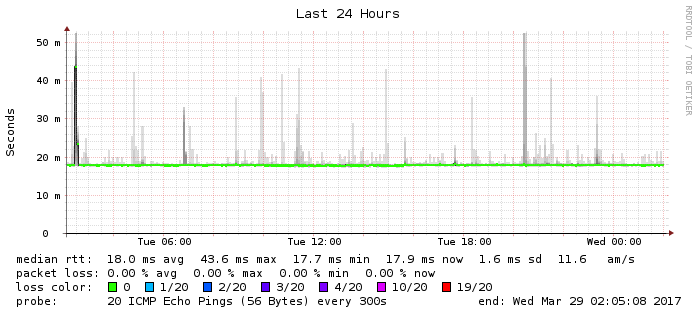 Last 24 Hours
RRDTOOL / TOBI OETIKER
Seconds
50 m
40 m
30 m
20 m
10 m
0
Tue 06:00 Tue 12:00 Tue 18:00 Wed 00:00
median rtt: 18.0 ms avg 43.6 ms max 17.7 ms min 17.9 ms now 1.6 ms sd 11.6 am/s
packet loss: 0.00 % avg 0.00 % max 0.00 % min 0.00 % now
loss color: 0 1/20 2/20 3/20 4/20 10/20 19/20
probe: 20 ICMP Echo Pings (56 Bytes) every 300s end: Wed Mar 29 02:05:08 2017